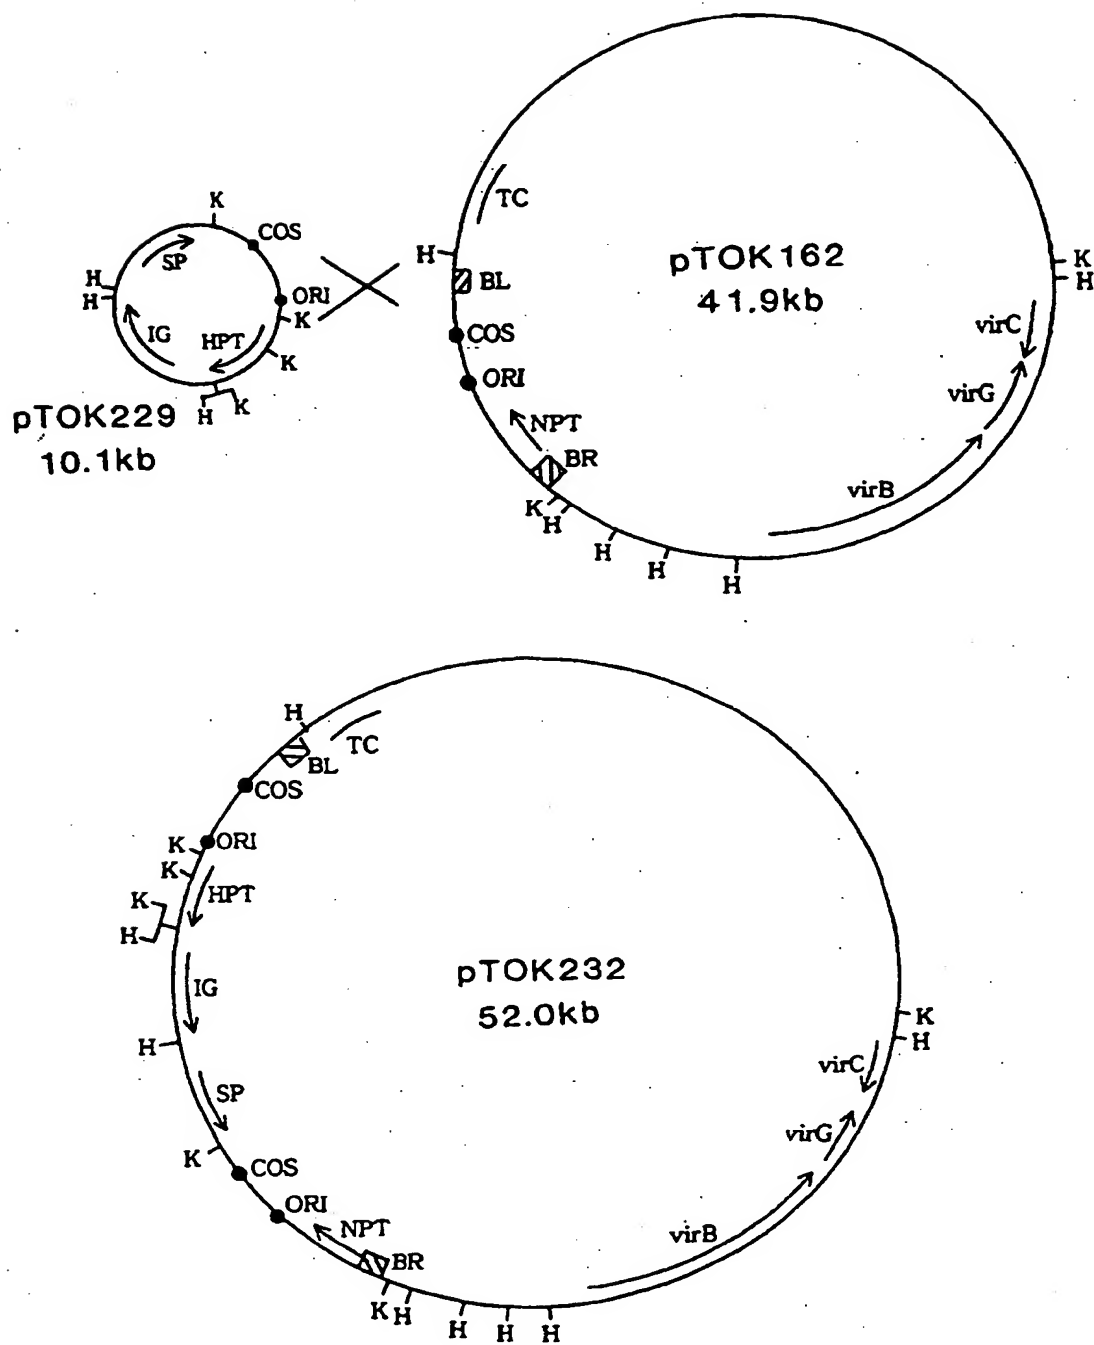 K
COS
SP
H
H
ORI
K
IG
HPT
K
H
K
pTOK229
10.1kb
TC
H
BL
COS
ORI
NPT
BR
K
H
H
H
H
pTOK162
41.9kb
K
H
virC
virG
virB
H
TC
BL
COS
K
ORI
K
HPT
K
H
IG
H
SP
K
COS
ORI
NPT
BR
K
H
H
H
H
pTOK232
52.0kb
K
H
virC
virG
virB